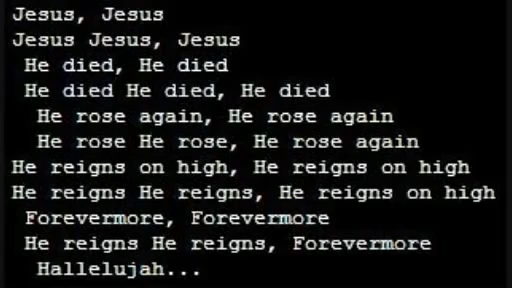 Jesus, Jesus
Jesus Jesus, Jesus
He died, He died
He died He died, He died
He rose again, He rose again
He rose He rose, He rose again
He reigns on high, He reigns on high
He reigns He reigns, He reigns on high
Forevermore, Forevermore
He reigns He reigns, Forevermore
Hallelujah...